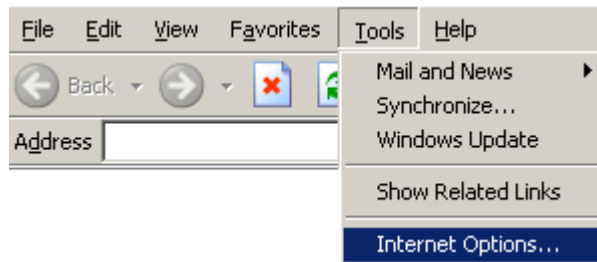 File Edit View Favorites Tools Help
Back
Mail and News
Synchronize...
Address
Windows Update
Show Related Links
Internet Options...